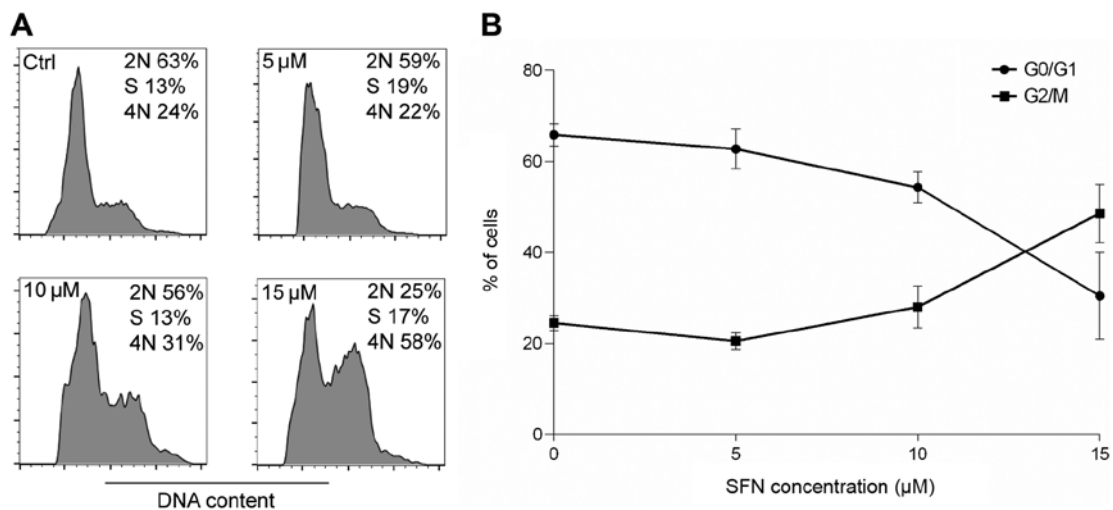 A
Ctrl
2N 63%
S 13%
4N 24%
5 µM
2N 59%
S 19%
4N 22%
10 µM
2N 56%
S 13%
4N 31%
15 µM
2N 25%
S 17%
4N 58%
DNA content
B
G0/G1
G2/M
% of cells
80
60
40
20
0
0 5 10 15
SFN concentration (µM)